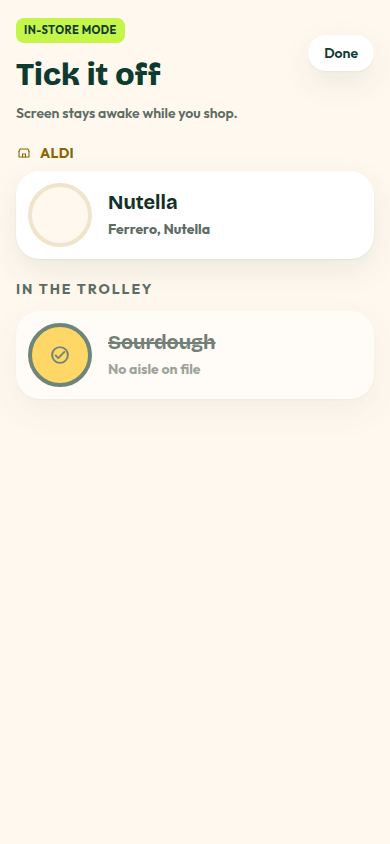 IN-STORE MODE
Tick it off
Done
Screen stays awake while you shop.
ALDI
Nutella
Ferrero, Nutella
IN THE TROLLEY
Sourdough
No aisle on file